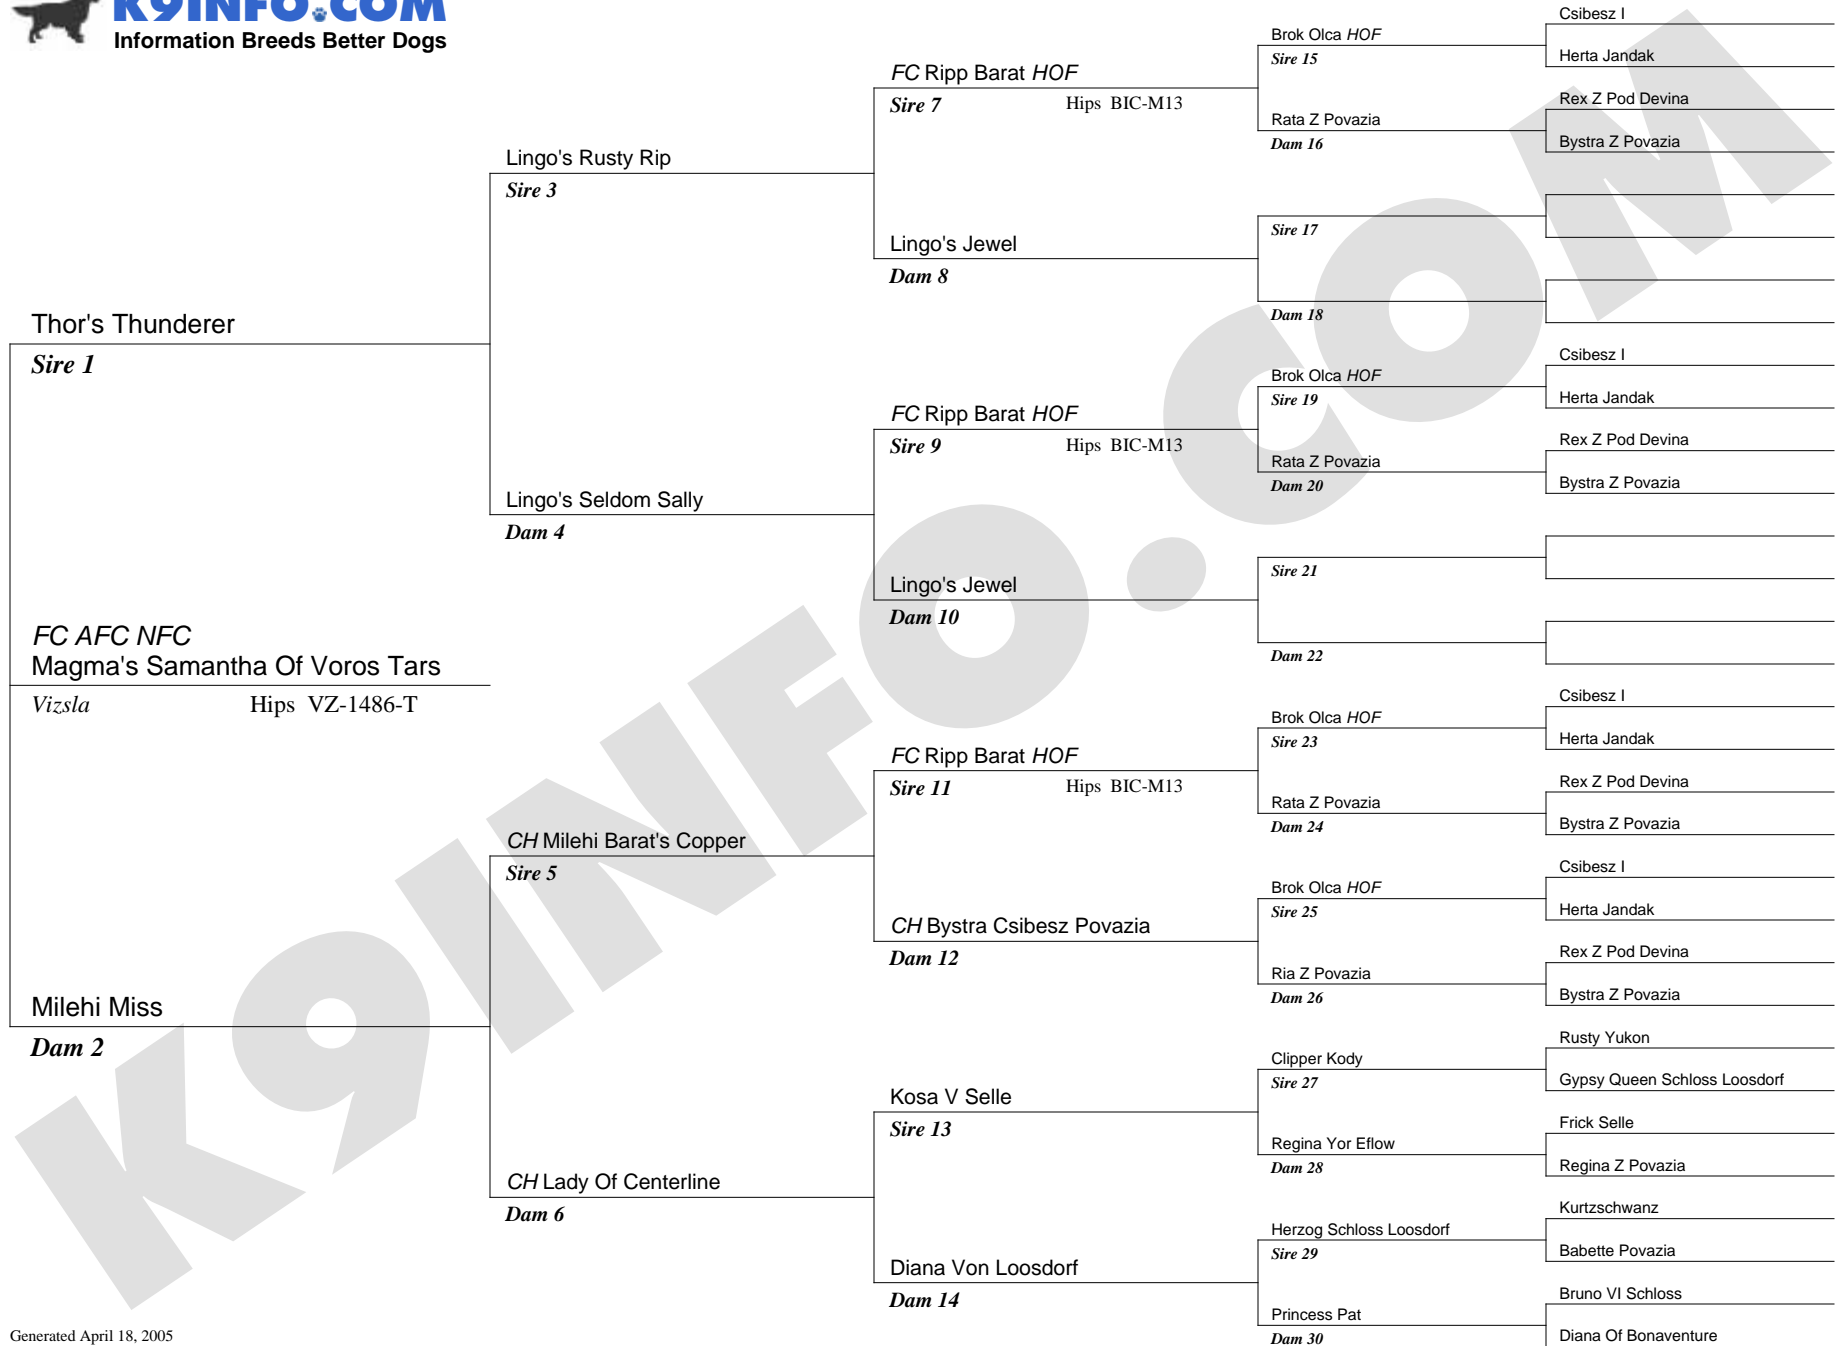 K9INFO.COM
Information Breeds Better Dogs
Thor's Thunderer
Sire 1
FC AFC NFC
Magma's Samantha Of Voros Tars
Vizsla Hips VZ-1486-T
Milehi Miss
Dam 2
Lingo's Rusty Rip
Sire 3
Lingo's Seldom Sally
Dam 4
CH Milehi Barat's Copper
Sire 5
CH Lady Of Centerline
Dam 6
FC Ripp Barat HOF
Sire 7 Hips BIC-M13
Lingo's Jewel
Dam 8
FC Ripp Barat HOF
Sire 9 Hips BIC-M13
Lingo's Jewel
Dam 10
FC Ripp Barat HOF
Sire 11 Hips BIC-M13
CH Bystra Csibesz Povazia
Dam 12
Kosa V Selle
Sire 13
Diana Von Loosdorf
Dam 14
Brok Olca HOF
Sire 15
Rata Z Povazia
Dam 16
Sire 17
Dam 18
Brok Olca HOF
Sire 19
Rata Z Povazia
Dam 20
Sire 21
Dam 22
Brok Olca HOF
Sire 23
Rata Z Povazia
Dam 24
Brok Olca HOF
Sire 25
Ria Z Povazia
Dam 26
Clipper Kody
Sire 27
Regina Yor Eflow
Dam 28
Herzog Schloss Loosdorf
Sire 29
Princess Pat
Dam 30
Csibesz I
Herta Jandak
Rex Z Pod Devina
Bystra Z Povazia
Csibesz I
Herta Jandak
Rex Z Pod Devina
Bystra Z Povazia
Csibesz I
Herta Jandak
Rex Z Pod Devina
Bystra Z Povazia
Csibesz I
Herta Jandak
Rex Z Pod Devina
Bystra Z Povazia
Rusty Yukon
Gypsy Queen Schloss Loosdorf
Frick Selle
Regina Z Povazia
Kurtzschwanz
Babette Povazia
Bruno VI Schloss
Diana Of Bonaventure
Generated April 18, 2005
K9INFO.COM